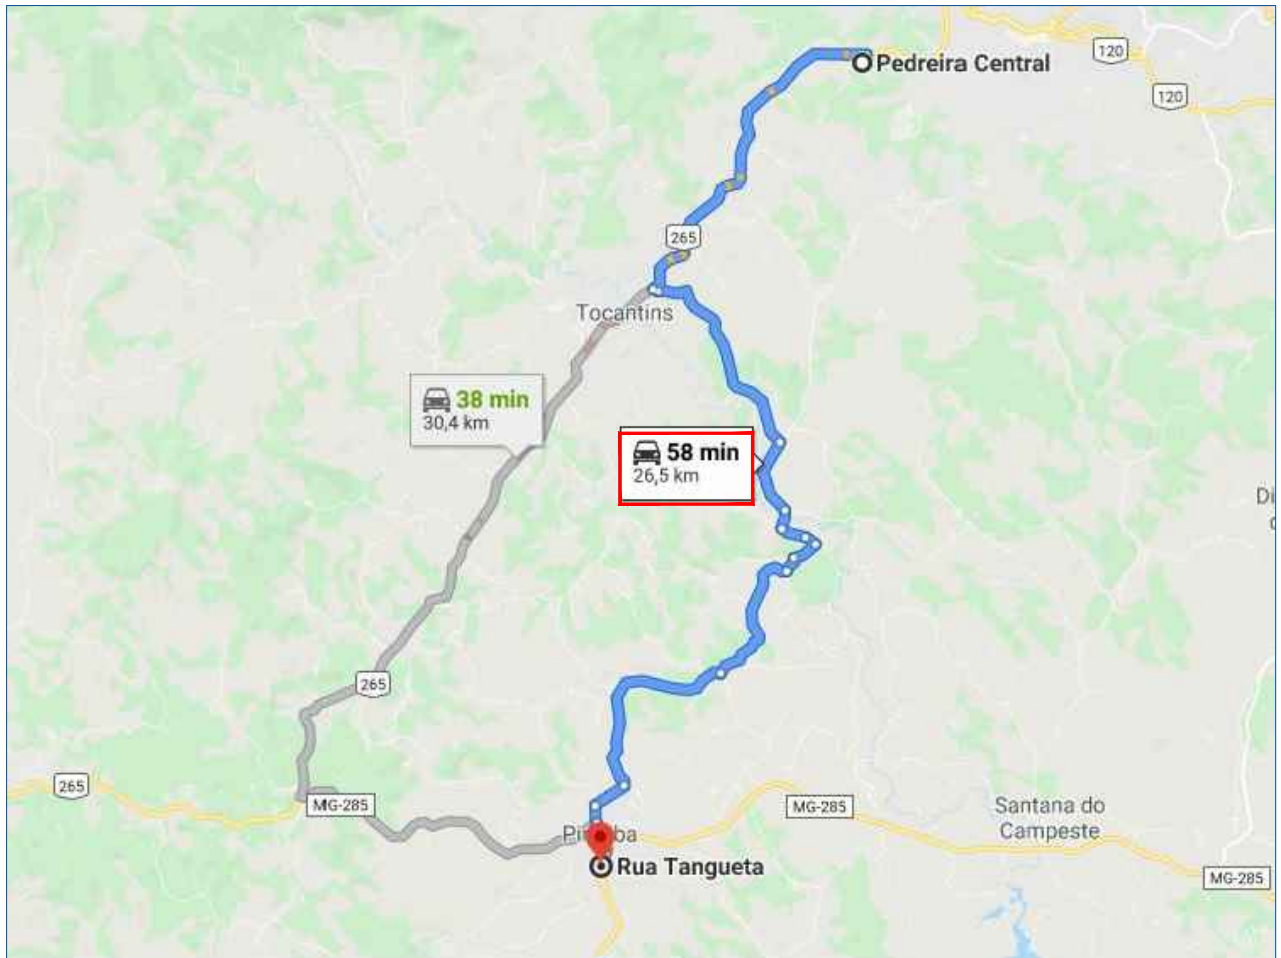 120
Pedreira Central
120
265
Tocantins
38 min
30,4 km
58 min
26,5 km
265
265
MG-285
MG-285
Santana do
Campeste
Rua Tangueta
MG-285